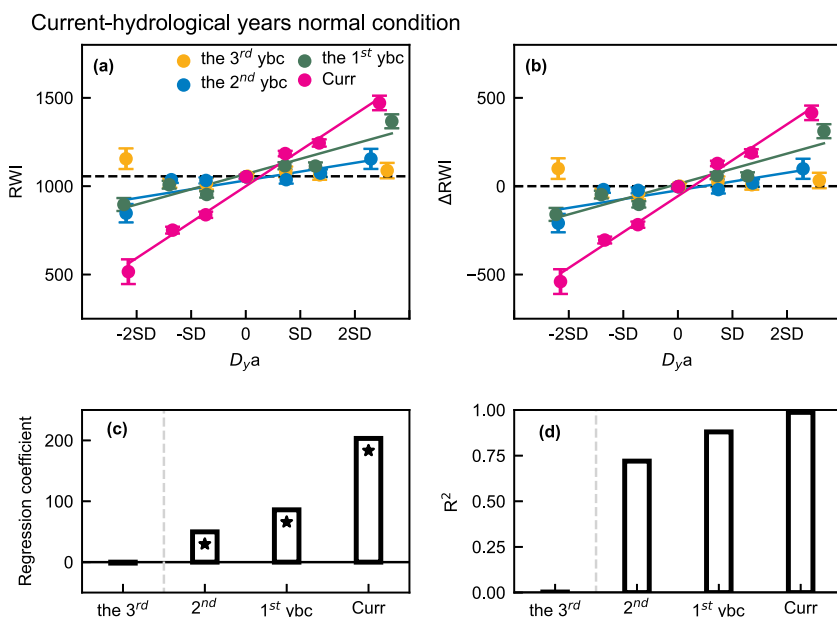 Current-hydrological years normal condition
(a)
the 3rd ybc
the 2nd ybc
the 1st ybc
Curr
1500
1000
500
RWI
-2SD -SD 0 SD 2SD
Dya
(b)
500
0
−500
ΔRWI
-2SD -SD 0 SD 2SD
Dya
(c)
200
100
0
Regression coefficient
the 3rd 2nd 1st ybc Curr
(d)
1.00
0.75
0.50
0.25
0.00
R2
the 3rd 2nd 1st ybc Curr